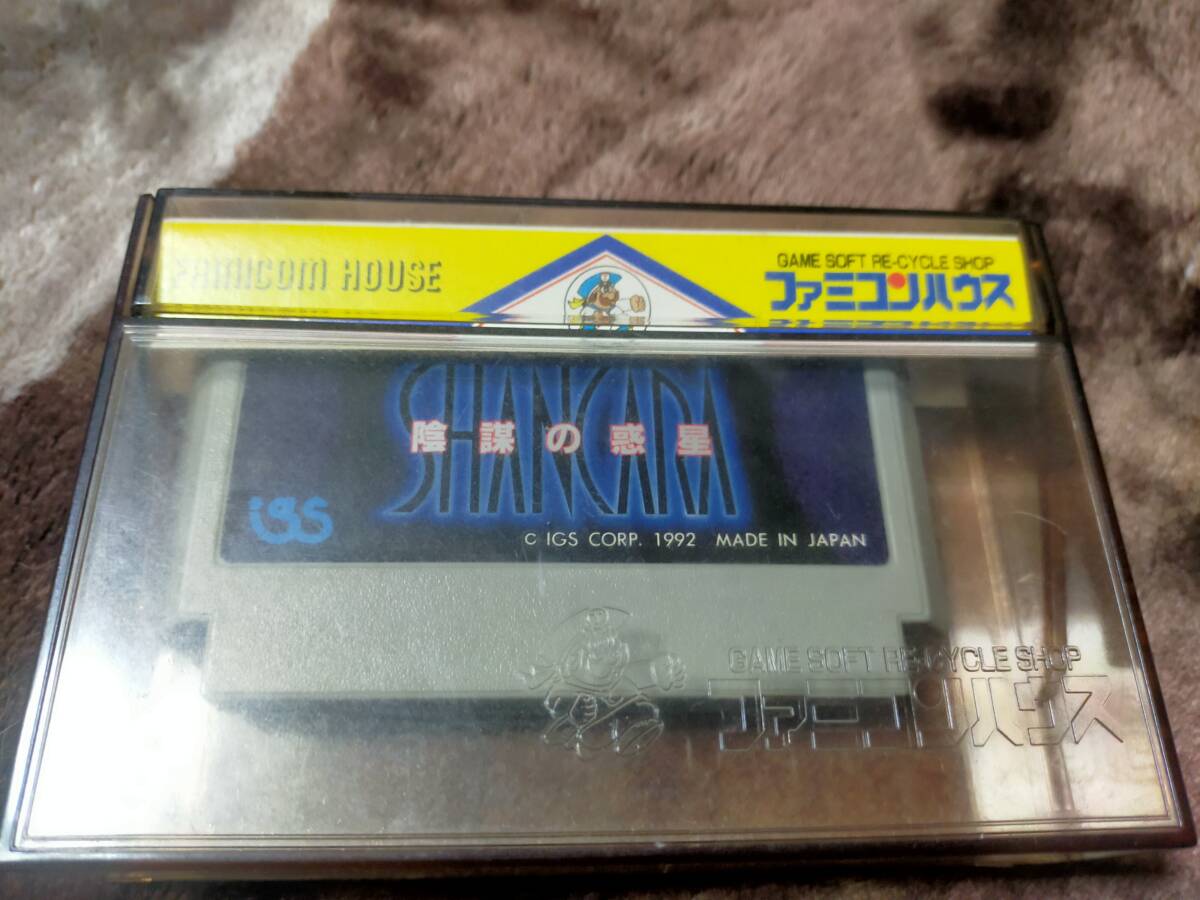 FAMICOM HOUSE
GAME SOFT RE-CYCLE SHOP
ファミコンハウス
SHANCARA
陰謀の惑星
igs
© IGS CORP. 1992 MADE IN JAPAN
GAME SOFT RE-CYCLE SHOP
ファミコンハウス